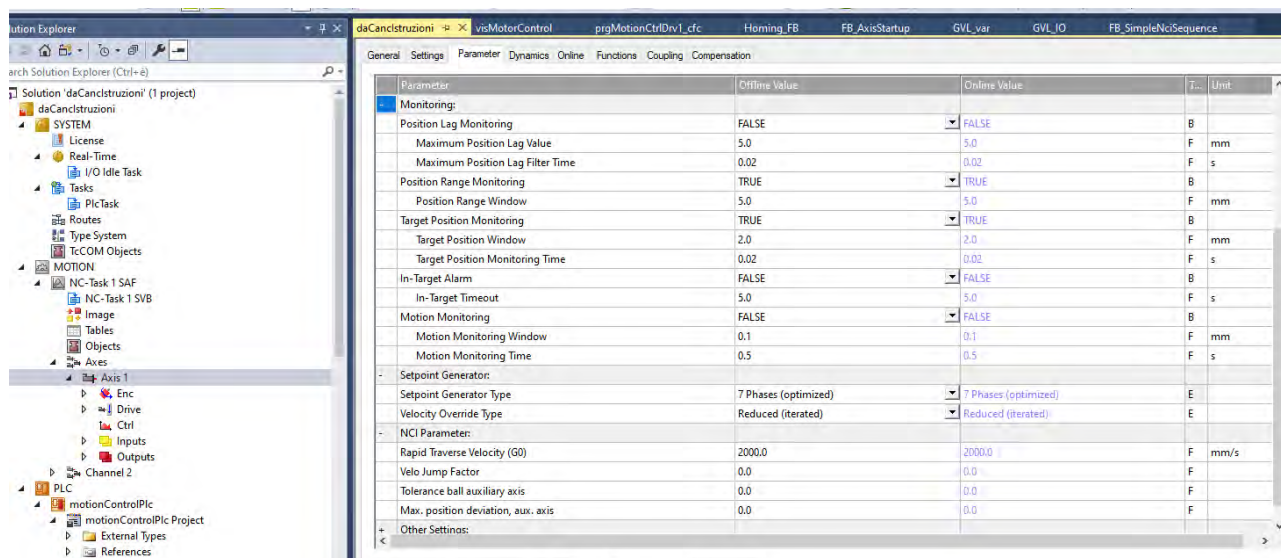 olution Explorer
daCancIstruzioni visMotorControl prgMotionCtrlDrv1_cfc Homing_FB FB_AxisStartup GVL_var GVL_IO FB_SimpleNciSequence
earch Solution Explorer (Ctrl+è)
Solution 'daCancIstruzioni' (1 project)
daCancIstruzioni
SYSTEM
License
Real-Time
I/O Idle Task
Tasks
PlcTask
Routes
Type System
TcCOM Objects
MOTION
NC-Task 1 SAF
NC-Task 1 SVB
Image
Tables
Objects
Axes
Axis 1
Enc
Drive
Ctrl
Inputs
Outputs
Channel 2
PLC
motionControlPlc
motionControlPlc Project
External Types
References
General Settings Parameter Dynamics Online Functions Coupling Compensation
Parameter Offline Value Online Value T... Unit
- Monitoring:
Position Lag Monitoring FALSE FALSE B
Maximum Position Lag Value 5.0 5.0 F mm
Maximum Position Lag Filter Time 0.02 0.02 F s
Position Range Monitoring TRUE TRUE B
Position Range Window 5.0 5.0 F mm
Target Position Monitoring TRUE TRUE B
Target Position Window 2.0 2.0 F mm
Target Position Monitoring Time 0.02 0.02 F s
In-Target Alarm FALSE FALSE B
In-Target Timeout 5.0 5.0 F s
Motion Monitoring FALSE FALSE B
Motion Monitoring Window 0.1 0.1 F mm
Motion Monitoring Time 0.5 0.5 F s
- Setpoint Generator:
Setpoint Generator Type 7 Phases (optimized) 7 Phases (optimized) E
Velocity Override Type Reduced (iterated) Reduced (iterated) E
- NCI Parameter:
Rapid Traverse Velocity (G0) 2000.0 2000.0 F mm/s
Velo Jump Factor 0.0 0.0 F
Tolerance ball auxiliary axis 0.0 0.0 F
Max. position deviation, aux. axis 0.0 0.0 F
+ Other Settings: